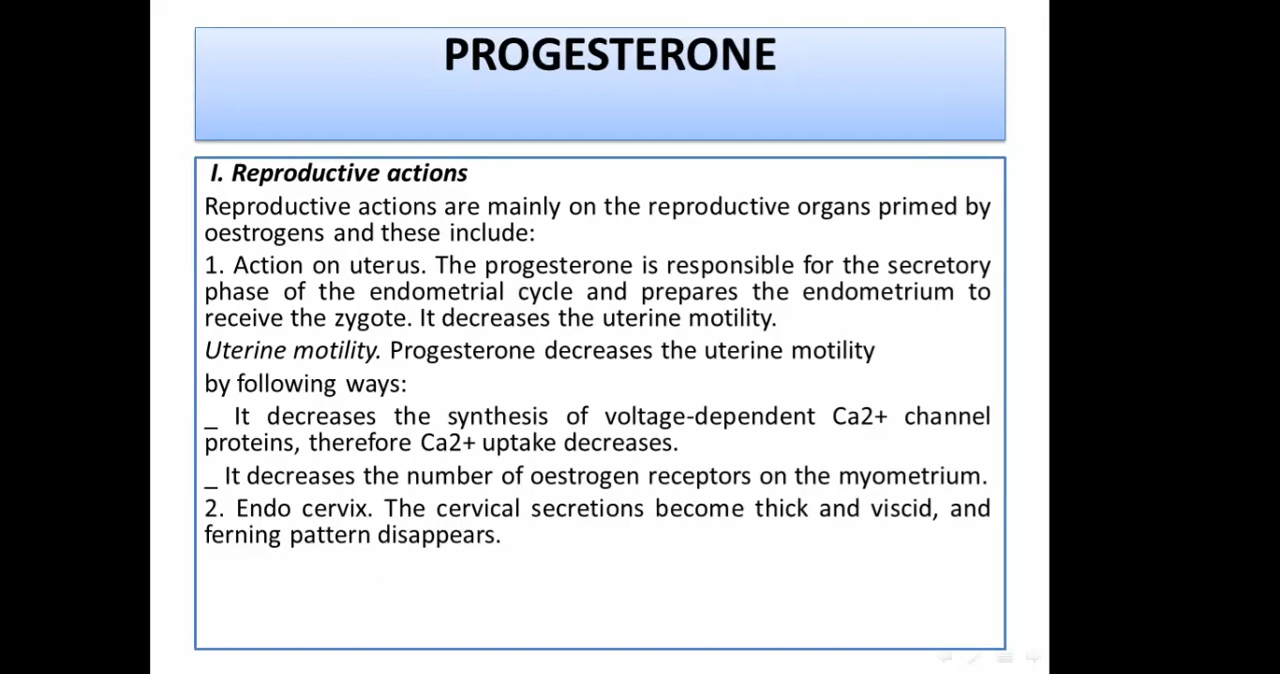 PROGESTERONE
I. Reproductive actions
Reproductive actions are mainly on the reproductive organs primed by
oestrogens and these include:
1. Action on uterus. The progesterone is responsible for the secretory
phase of the endometrial cycle and prepares the endometrium to
receive the zygote. It decreases the uterine motility.
Uterine motility. Progesterone decreases the uterine motility
by following ways:
_ It decreases the synthesis of voltage-dependent Ca2+ channel
proteins, therefore Ca2+ uptake decreases.
_ It decreases the number of oestrogen receptors on the myometrium.
2. Endo cervix. The cervical secretions become thick and viscid, and
ferning pattern disappears.